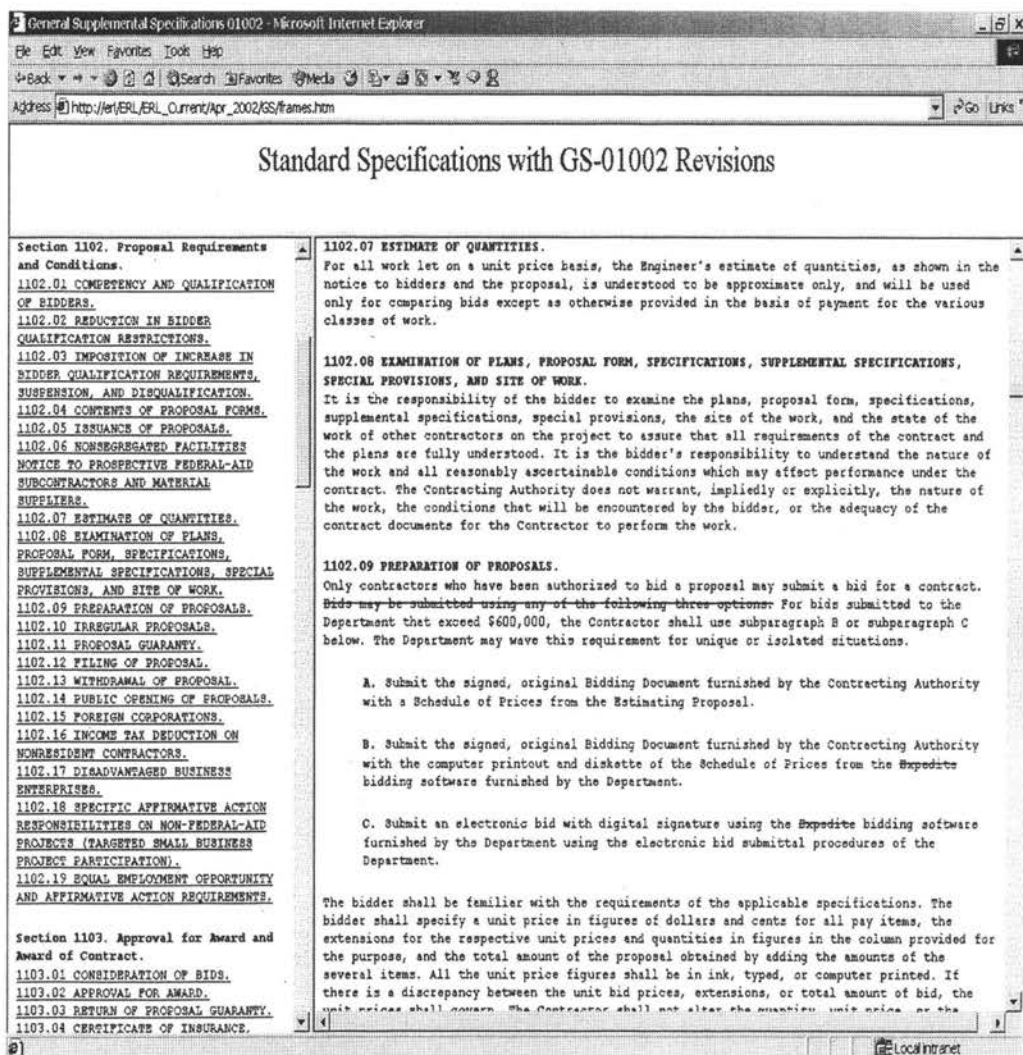 General Supplemental Specifications 01002 - Microsoft Internet Explorer
File Edit View Favorites Tools Help
Back Search Favorites Media
Address http://erl/ERL_Current/Apr_2002/GS/frames.htm Go Links
Standard Specifications with GS-01002 Revisions
Section 1102. Proposal Requirements
and Conditions.
1102.01 COMPETENCY AND QUALIFICATION
OF BIDDERS.
1102.02 REDUCTION IN BIDDER
QUALIFICATION RESTRICTIONS.
1102.03 IMPOSITION OF INCREASE IN
BIDDER QUALIFICATION REQUIREMENTS,
SUSPENSION, AND DISQUALIFICATION.
1102.04 CONTENTS OF PROPOSAL FORMS.
1102.05 ISSUANCE OF PROPOSALS.
1102.06 NONSEGREGATED FACILITIES
NOTICE TO PROSPECTIVE FEDERAL-AID
SUBCONTRACTORS AND MATERIAL
SUPPLIERS.
1102.07 ESTIMATE OF QUANTITIES.
1102.08 EXAMINATION OF PLANS,
PROPOSAL FORM, SPECIFICATIONS,
SUPPLEMENTAL SPECIFICATIONS, SPECIAL
PROVISIONS, AND SITE OF WORK.
1102.09 PREPARATION OF PROPOSALS.
1102.10 IRREGULAR PROPOSALS.
1102.11 PROPOSAL GUARANTY.
1102.12 FILING OF PROPOSAL.
1102.13 WITHDRAWAL OF PROPOSAL.
1102.14 PUBLIC OPENING OF PROPOSALS.
1102.15 FOREIGN CORPORATIONS.
1102.16 INCOME TAX DEDUCTION ON
NONRESIDENT CONTRACTORS.
1102.17 DISADVANTAGED BUSINESS
ENTERPRISES.
1102.18 SPECIFIC AFFIRMATIVE ACTION
RESPONSIBILITIES ON NON-FEDERAL-AID
PROJECTS (TARGETED SMALL BUSINESS
PROJECT PARTICIPATION).
1102.19 EQUAL EMPLOYMENT OPPORTUNITY
AND AFFIRMATIVE ACTION REQUIREMENTS.
Section 1103. Approval for Award and
Award of Contract.
1103.01 CONSIDERATION OF BIDS.
1103.02 APPROVAL FOR AWARD.
1103.03 RETURN OF PROPOSAL GUARANTY.
1103.04 CERTIFICATE OF INSURANCE.
1102.07 ESTIMATE OF QUANTITIES.
For all work let on a unit price basis, the Engineer's estimate of quantities, as shown in the
notice to bidders and the proposal, is understood to be approximate only, and will be used
only for comparing bids except as otherwise provided in the basis of payment for the various
classes of work.
1102.08 EXAMINATION OF PLANS, PROPOSAL FORM, SPECIFICATIONS, SUPPLEMENTAL SPECIFICATIONS,
SPECIAL PROVISIONS, AND SITE OF WORK.
It is the responsibility of the bidder to examine the plans, proposal form, specifications,
supplemental specifications, special provisions, the site of the work, and the state of the
work of other contractors on the project to assure that all requirements of the contract and
the plans are fully understood. It is the bidder's responsibility to understand the nature of
the work and all reasonably ascertainable conditions which may affect performance under the
contract. The Contracting Authority does not warrant, impliedly or explicitly, the nature of
the work, the conditions that will be encountered by the bidder, or the adequacy of the
contract documents for the Contractor to perform the work.
1102.09 PREPARATION OF PROPOSALS.
Only contractors who have been authorized to bid a proposal may submit a bid for a contract.
Bids may be submitted using any of the following three options: For bids submitted to the
Department that exceed $600,000, the Contractor shall use subparagraph B or subparagraph C
below. The Department may wave this requirement for unique or isolated situations.
A. Submit the signed, original Bidding Document furnished by the Contracting Authority
with a Schedule of Prices from the Estimating Proposal.
B. Submit the signed, original Bidding Document furnished by the Contracting Authority
with the computer printout and diskette of the Schedule of Prices from the Expedite
bidding software furnished by the Department.
C. Submit an electronic bid with digital signature using the Expedite bidding software
furnished by the Department using the electronic bid submittal procedures of the
Department.
The bidder shall be familiar with the requirements of the applicable specifications. The
bidder shall specify a unit price in figures of dollars and cents for all pay items, the
extensions for the respective unit prices and quantities in figures in the column provided for
the purpose, and the total amount of the proposal obtained by adding the amounts of the
several items. All the unit price figures shall be in ink, typed, or computer printed. If
there is a discrepancy between the unit bid prices, extensions, or total amount of bid, the
unit prices shall govern. The Contractor shall not alter the quantity, unit price, or the
Local intranet